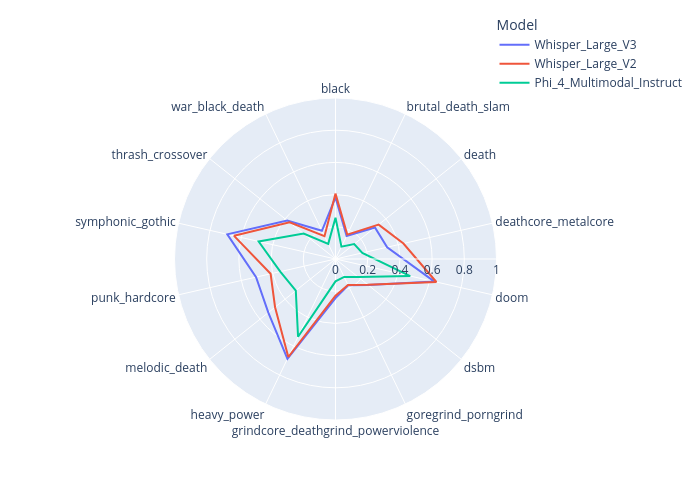 Model
Whisper_Large_V3
Whisper_Large_V2
Phi_4_Multimodal_Instruct
black
war_black_death
brutal_death_slam
thrash_crossover
death
symphonic_gothic
deathcore_metalcore
0 0.2 0.4 0.6 0.8 1
punk_hardcore
doom
melodic_death
dsbm
heavy_power
goregrind_porngrind
grindcore_deathgrind_powerviolence